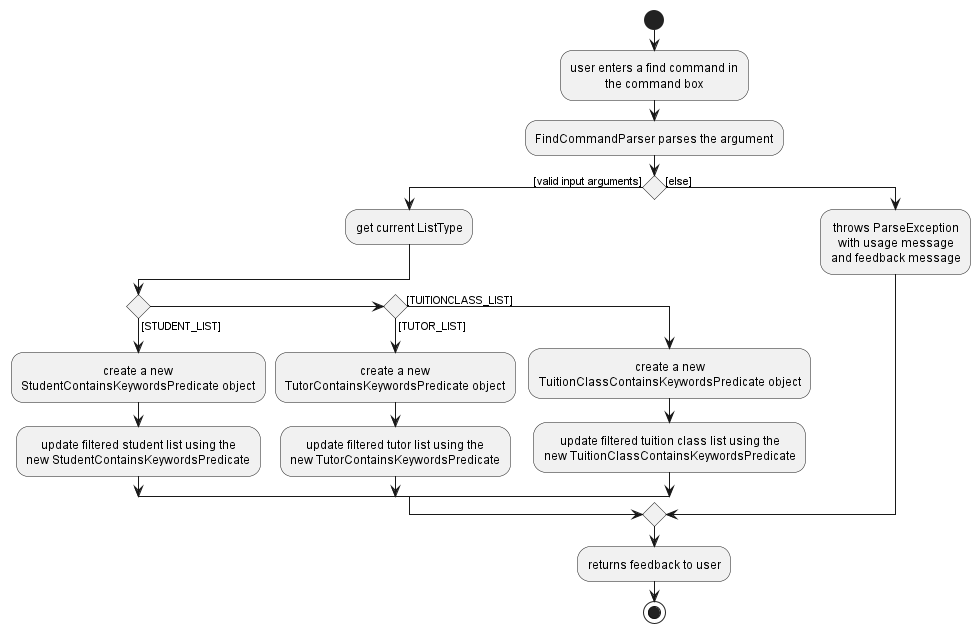 user enters a find command in
the command box
FindCommandParser parses the argument
[valid input arguments]
[else]
get current ListType
throws ParseException
with usage message
and feedback message
[TUITIONCLASS_LIST]
[STUDENT_LIST]
[TUTOR_LIST]
create a new
StudentContainsKeywordsPredicate object
create a new
TutorContainsKeywordsPredicate object
create a new
TuitionClassContainsKeywordsPredicate object
update filtered student list using the
new StudentContainsKeywordsPredicate
update filtered tutor list using the
new TutorContainsKeywordsPredicate
update filtered tuition class list using the
new TuitionClassContainsKeywordsPredicate
returns feedback to user